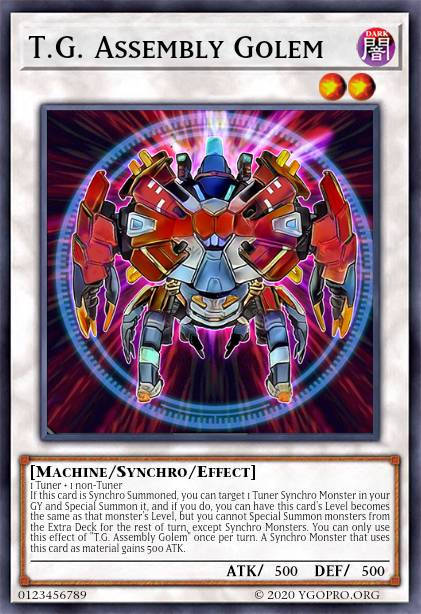 T.G. Assembly Golem
DARK
闇
[Machine/Synchro/Effect]
1 Tuner + 1 non-Tuner
If this card is Synchro Summoned, you can target 1 Tuner Synchro Monster in your
GY and Special Summon it, and if you do, you can have this card's Level becomes
the same as that monster's Level, but you cannot Special Summon monsters from
the Extra Deck for the rest of turn, except Synchro Monsters. You can only use
this effect of "T.G. Assembly Golem" once per turn. A Synchro Monster that uses
this card as material gains 500 ATK.
ATK/ 500 DEF/ 500
0123456789 © 2020 YGOPRO.ORG